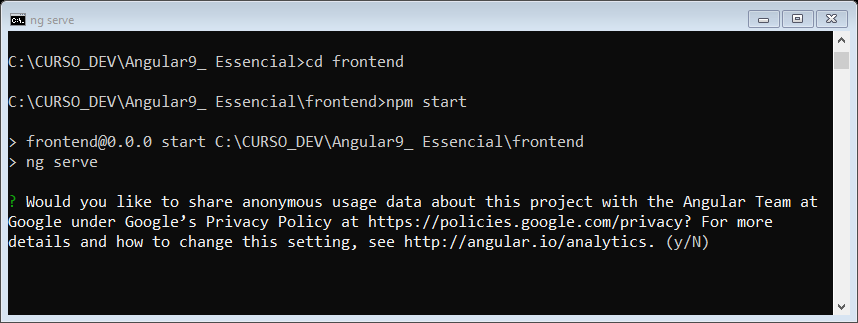 ng serve
C:\CURSO_DEV\Angular9_ Essencial>cd frontend
C:\CURSO_DEV\Angular9_ Essencial\frontend>npm start
> frontend@0.0.0 start C:\CURSO_DEV\Angular9_ Essencial\frontend
> ng serve
? Would you like to share anonymous usage data about this project with the Angular Team at
Google under Google’s Privacy Policy at https://policies.google.com/privacy? For more
details and how to change this setting, see http://angular.io/analytics. (y/N)